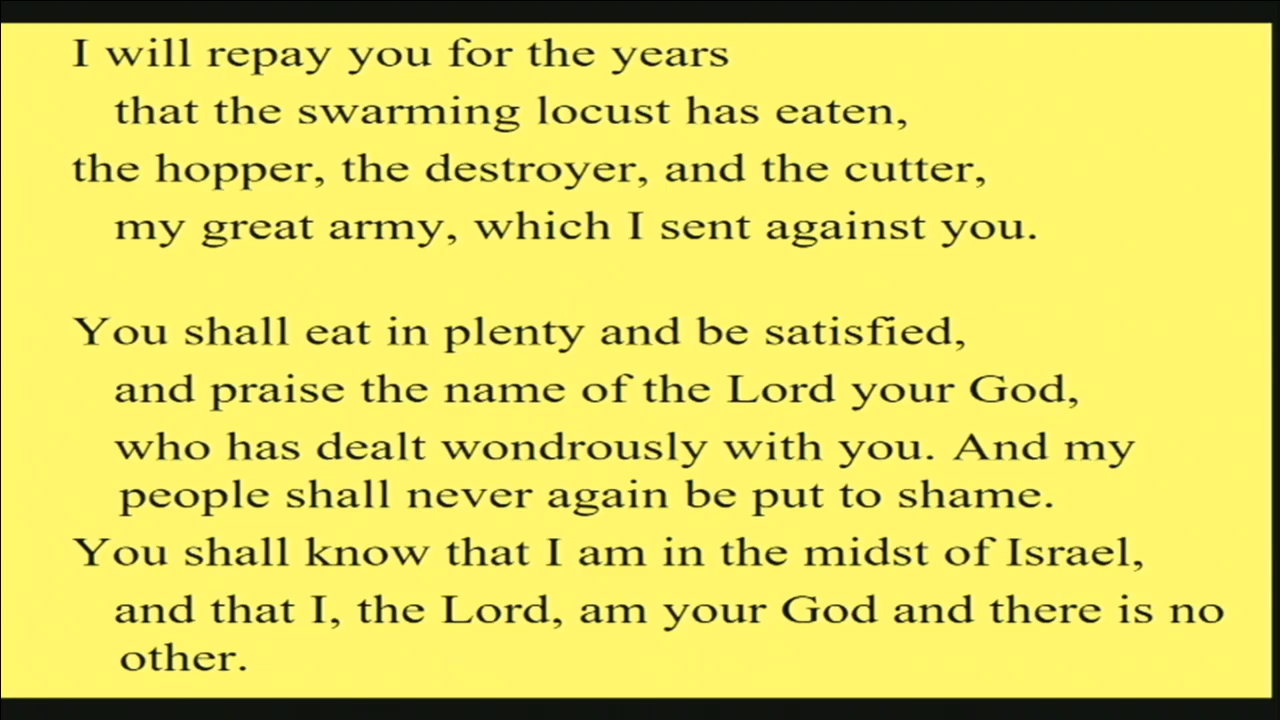 I will repay you for the years
that the swarming locust has eaten,
the hopper, the destroyer, and the cutter,
my great army, which I sent against you.
You shall eat in plenty and be satisfied,
and praise the name of the Lord your God,
who has dealt wondrously with you. And my
people shall never again be put to shame.
You shall know that I am in the midst of Israel,
and that I, the Lord, am your God and there is no
other.